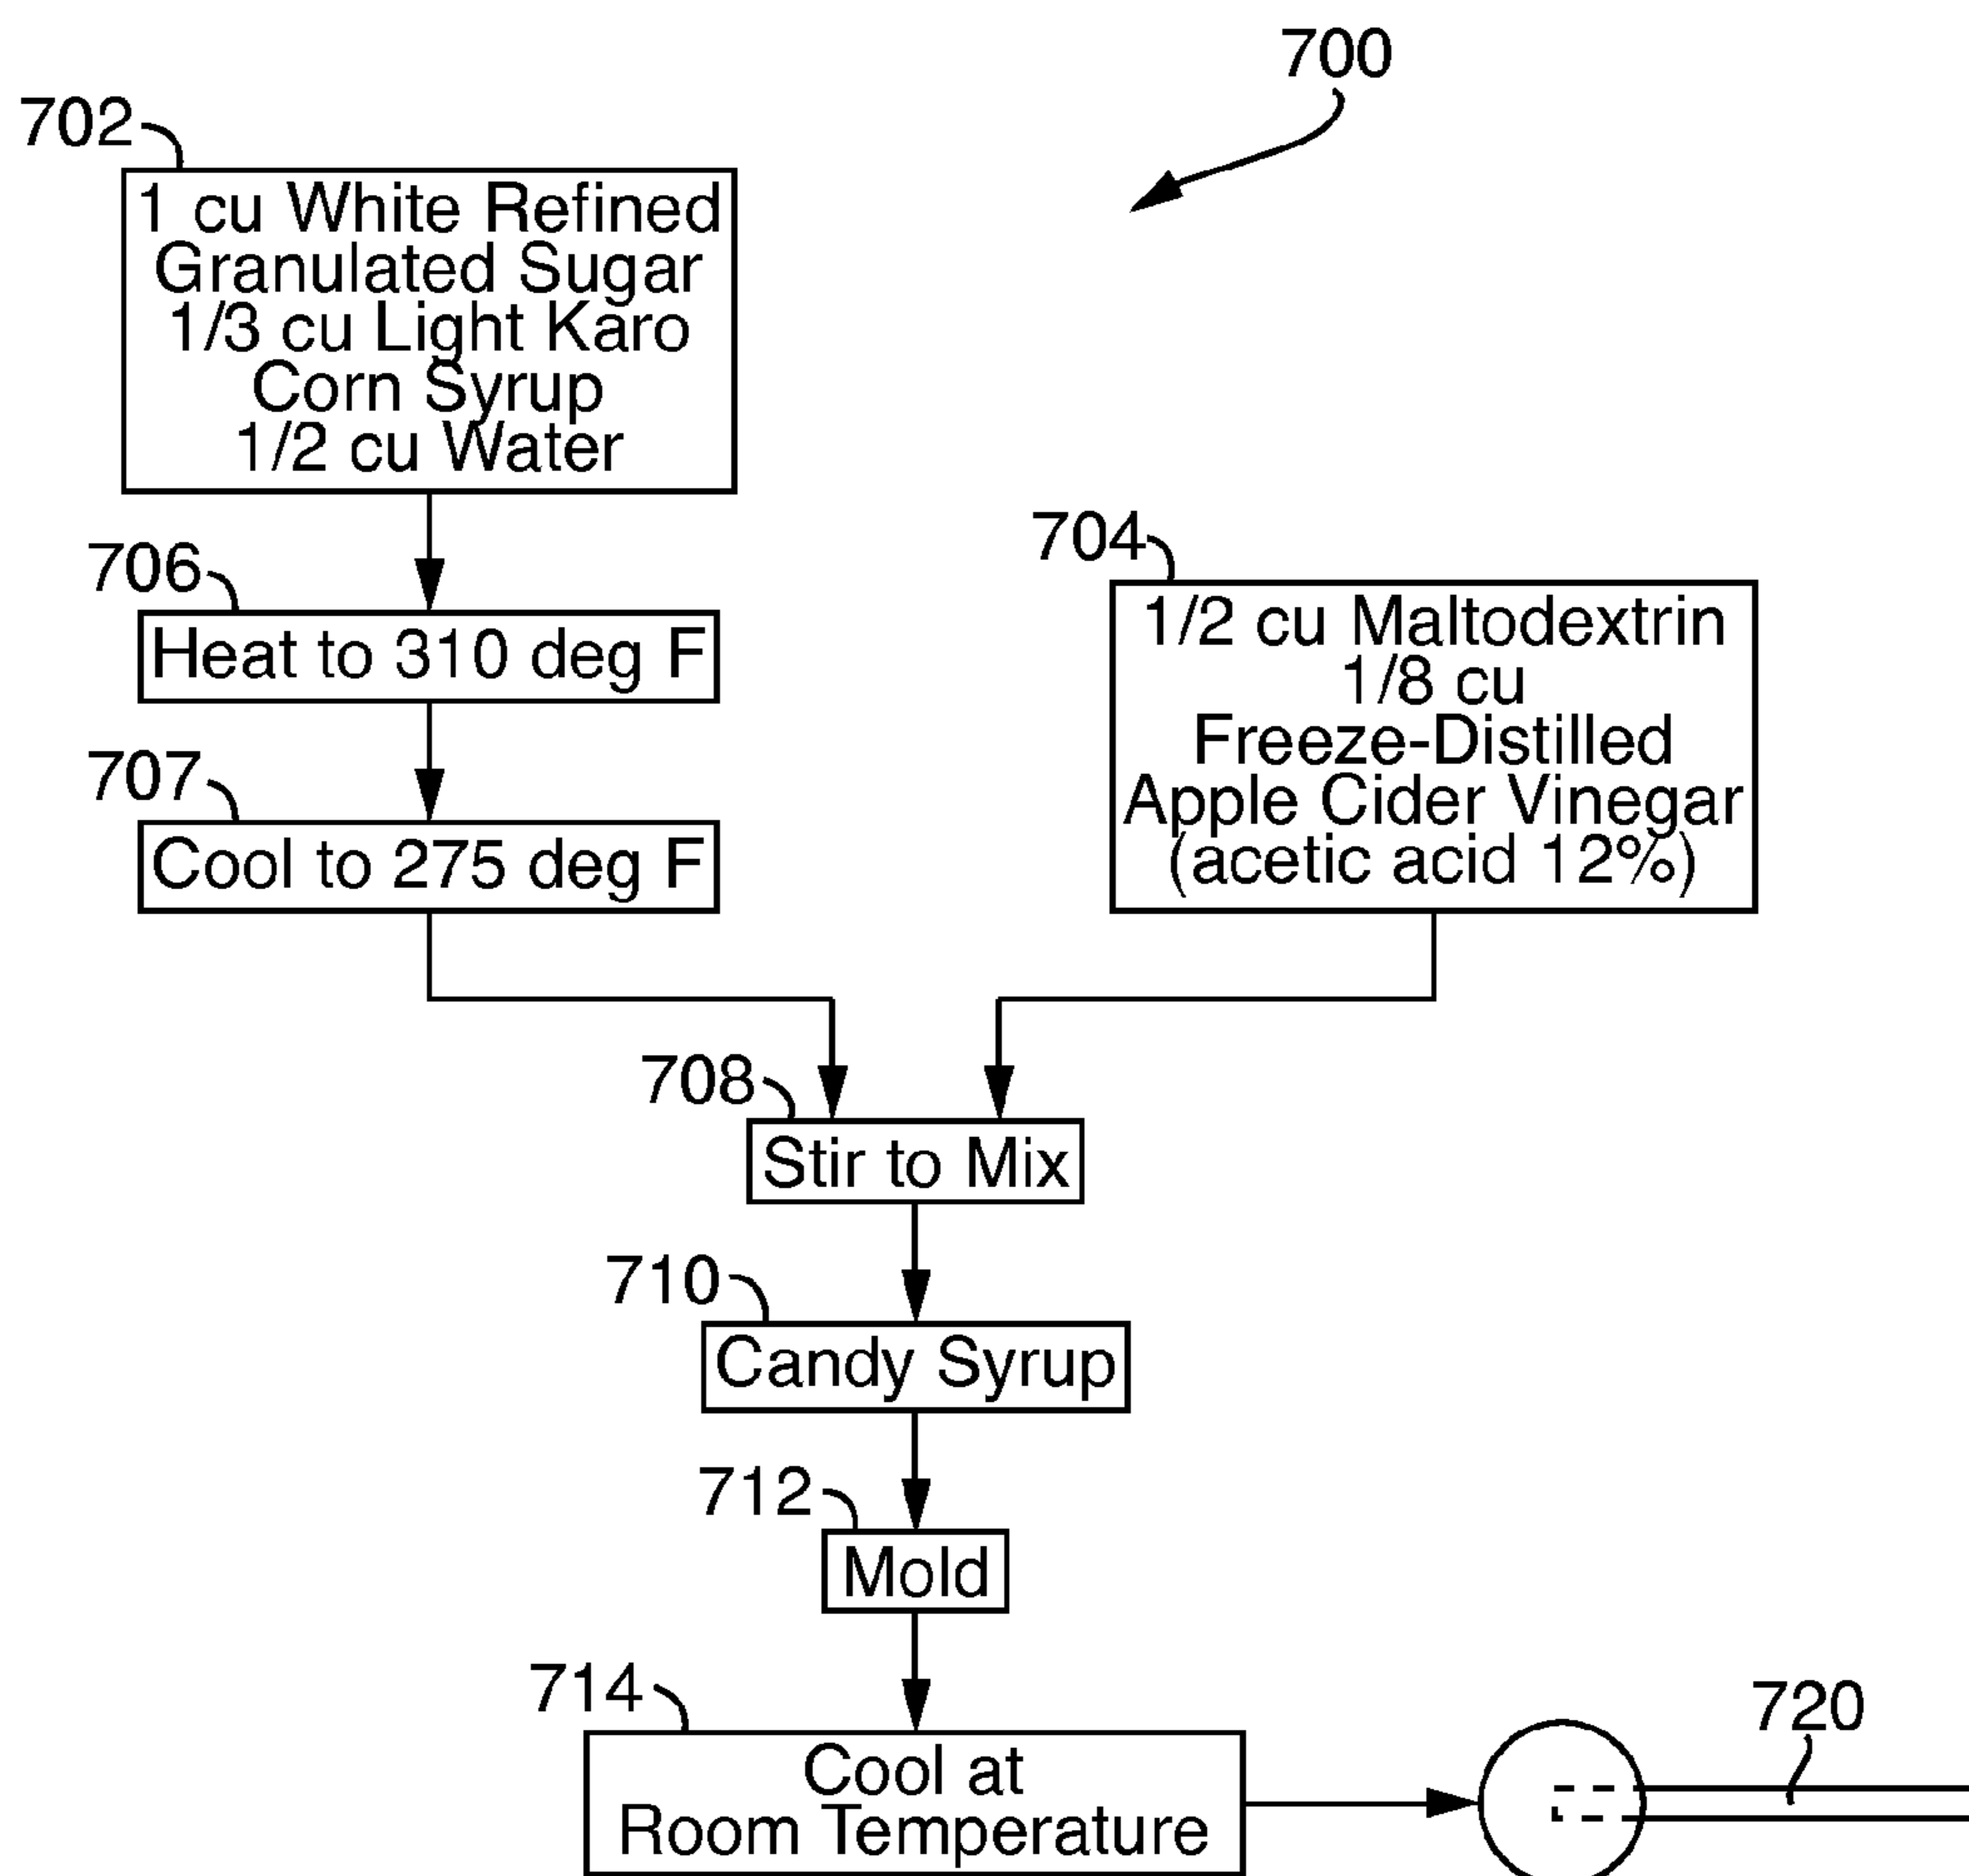 700
702
1 cu White Refined
Granulated Sugar
1/3 cu Light Karo
Corn Syrup
1/2 cu Water
706
Heat to 310 deg F
704
1/2 cu Maltodextrin
1/8 cu
Freeze-Distilled
Apple Cider Vinegar
(acetic acid 12%)
707
Cool to 275 deg F
708
Stir to Mix
710
Candy Syrup
712
Mold
714
Cool at
Room Temperature
720